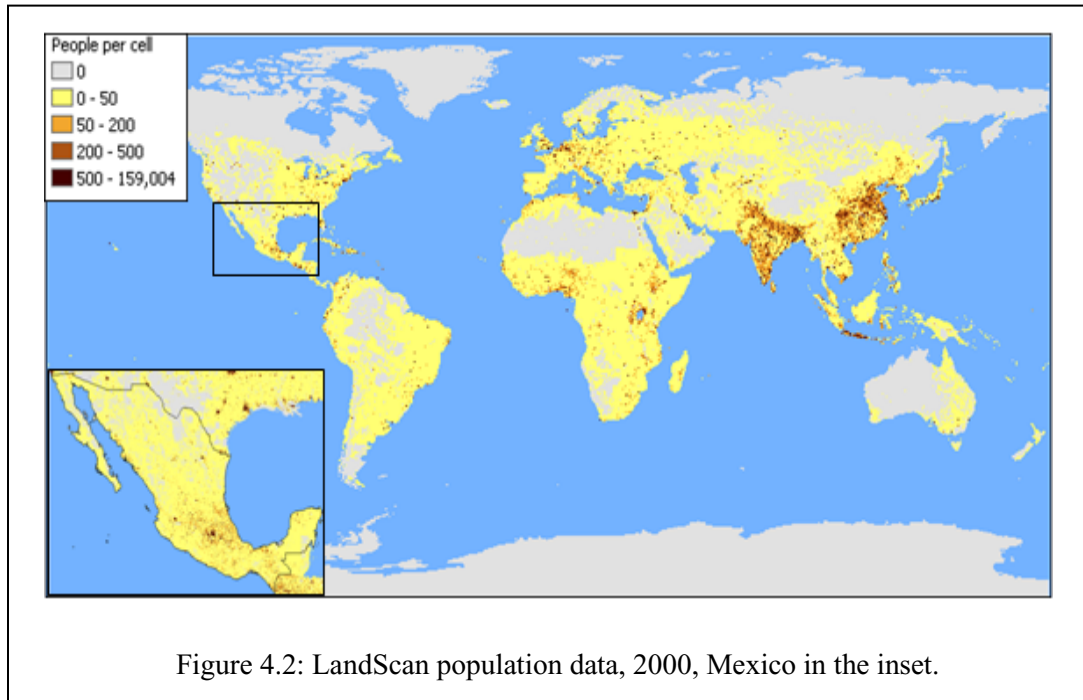 People per cell
0
0 - 50
50 - 200
200 - 500
500 - 159,004
Figure 4.2: LandScan population data, 2000, Mexico in the inset.